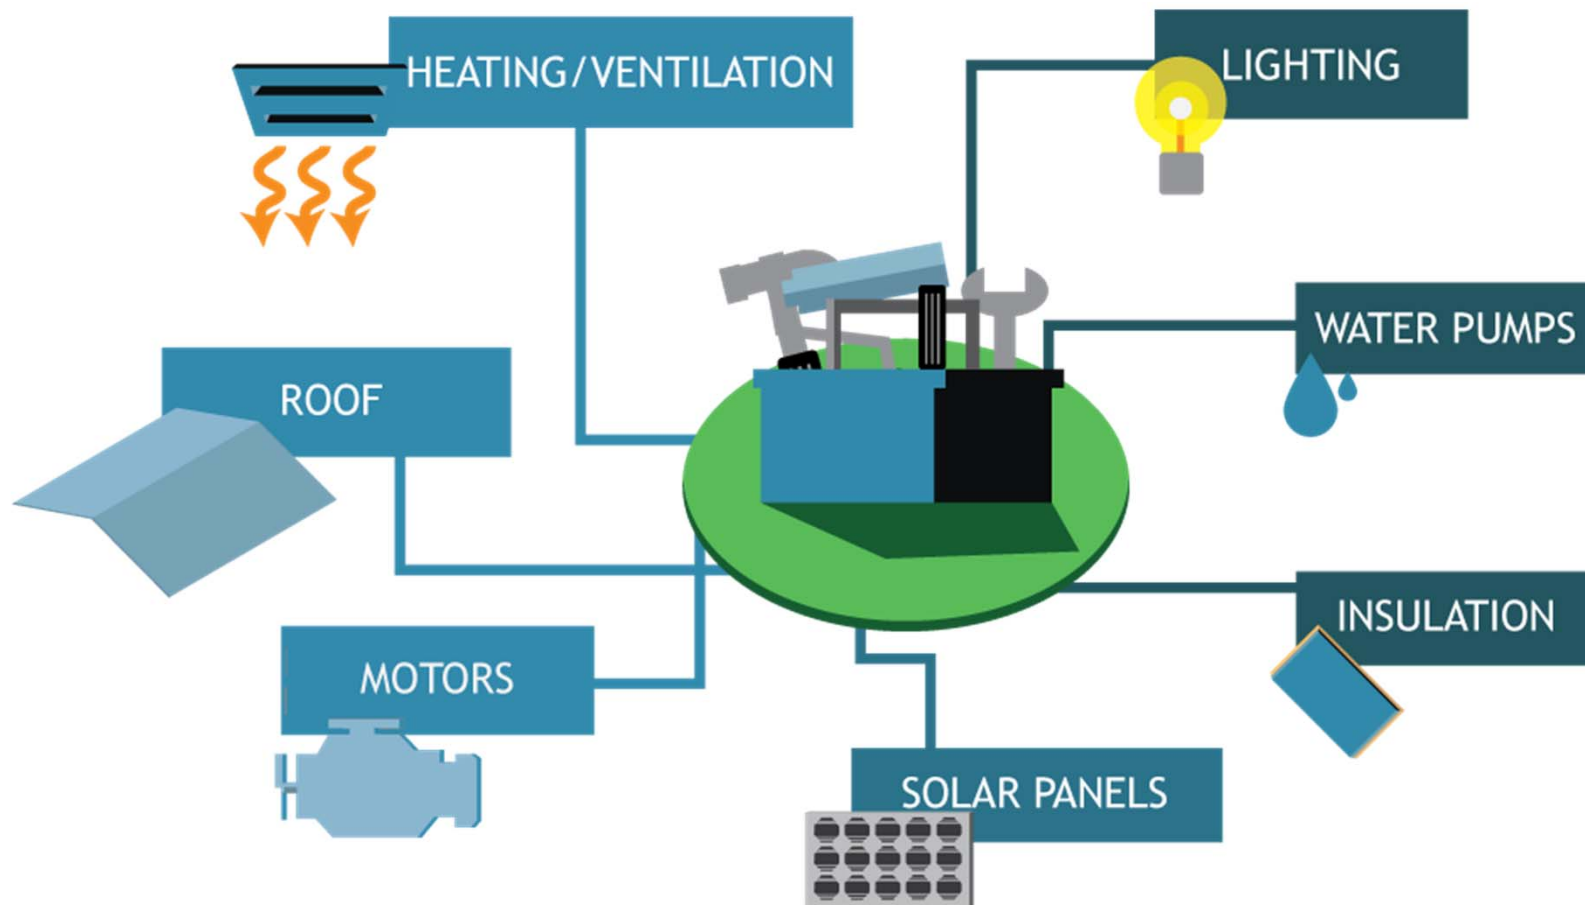 HEATING/VENTILATION
LIGHTING
WATER PUMPS
ROOF
INSULATION
MOTORS
SOLAR PANELS